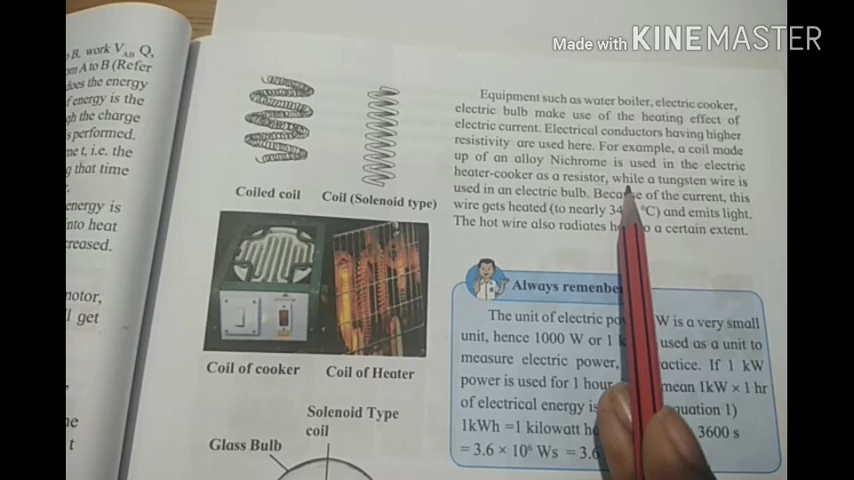 Made with KINEMASTER
B, work VAB Q,
om A to B (Refer
does the energy
f energy is the
gh the charge
s performed.
me t, i.e. the
g that time
energy is
nto heat
creased.
motor,
l get
t
Coiled coil
Coil (Solenoid type)
Coil of cooker
Coil of Heater
Solenoid Type
coil
Glass Bulb
Equipment such as water boiler, electric cooker,
electric bulb make use of the heating effect of
electric current. Electrical conductors having higher
resistivity are used here. For example, a coil made
up of an alloy Nichrome is used in the electric
heater-cooker as a resistor, while a tungsten wire is
used in an electric bulb. Because of the current, this
wire gets heated (to nearly 34 °C) and emits light.
The hot wire also radiates h to a certain extent.
Always remembe
The unit of electric po W is a very small
unit, hence 1000 W or 1 k used as a unit to
measure electric power, actice. If 1 kW
power is used for 1 hour mean 1kW × 1 hr
of electrical energy is quation 1)
1kWh = 1 kilowatt h 3600 s
= 3.6 × 10⁶ Ws = 3.6